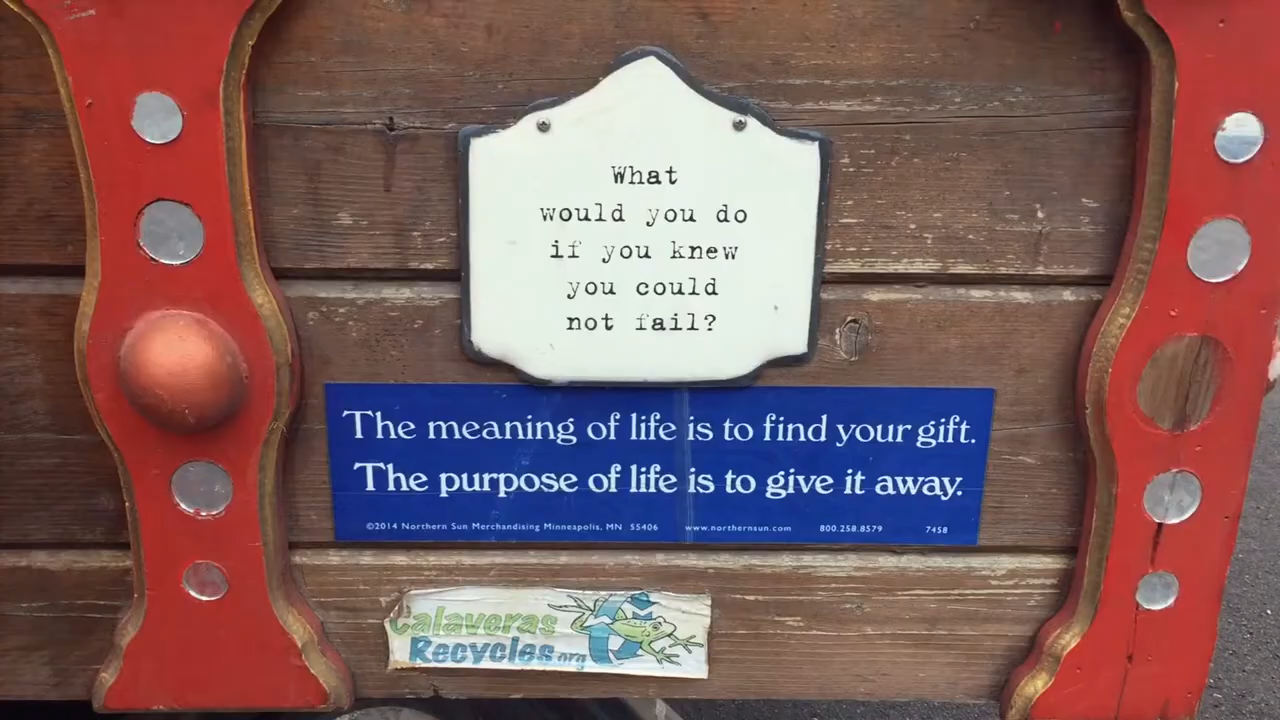 What
would you do
if you knew
you could
not fail?
The meaning of life is to find your gift.
The purpose of life is to give it away.
©2014 Northern Sun Merchandising Minneapolis, MN 55406 www.northernsun.com 800.258.8579 7458
Calaveras
Recycles.org